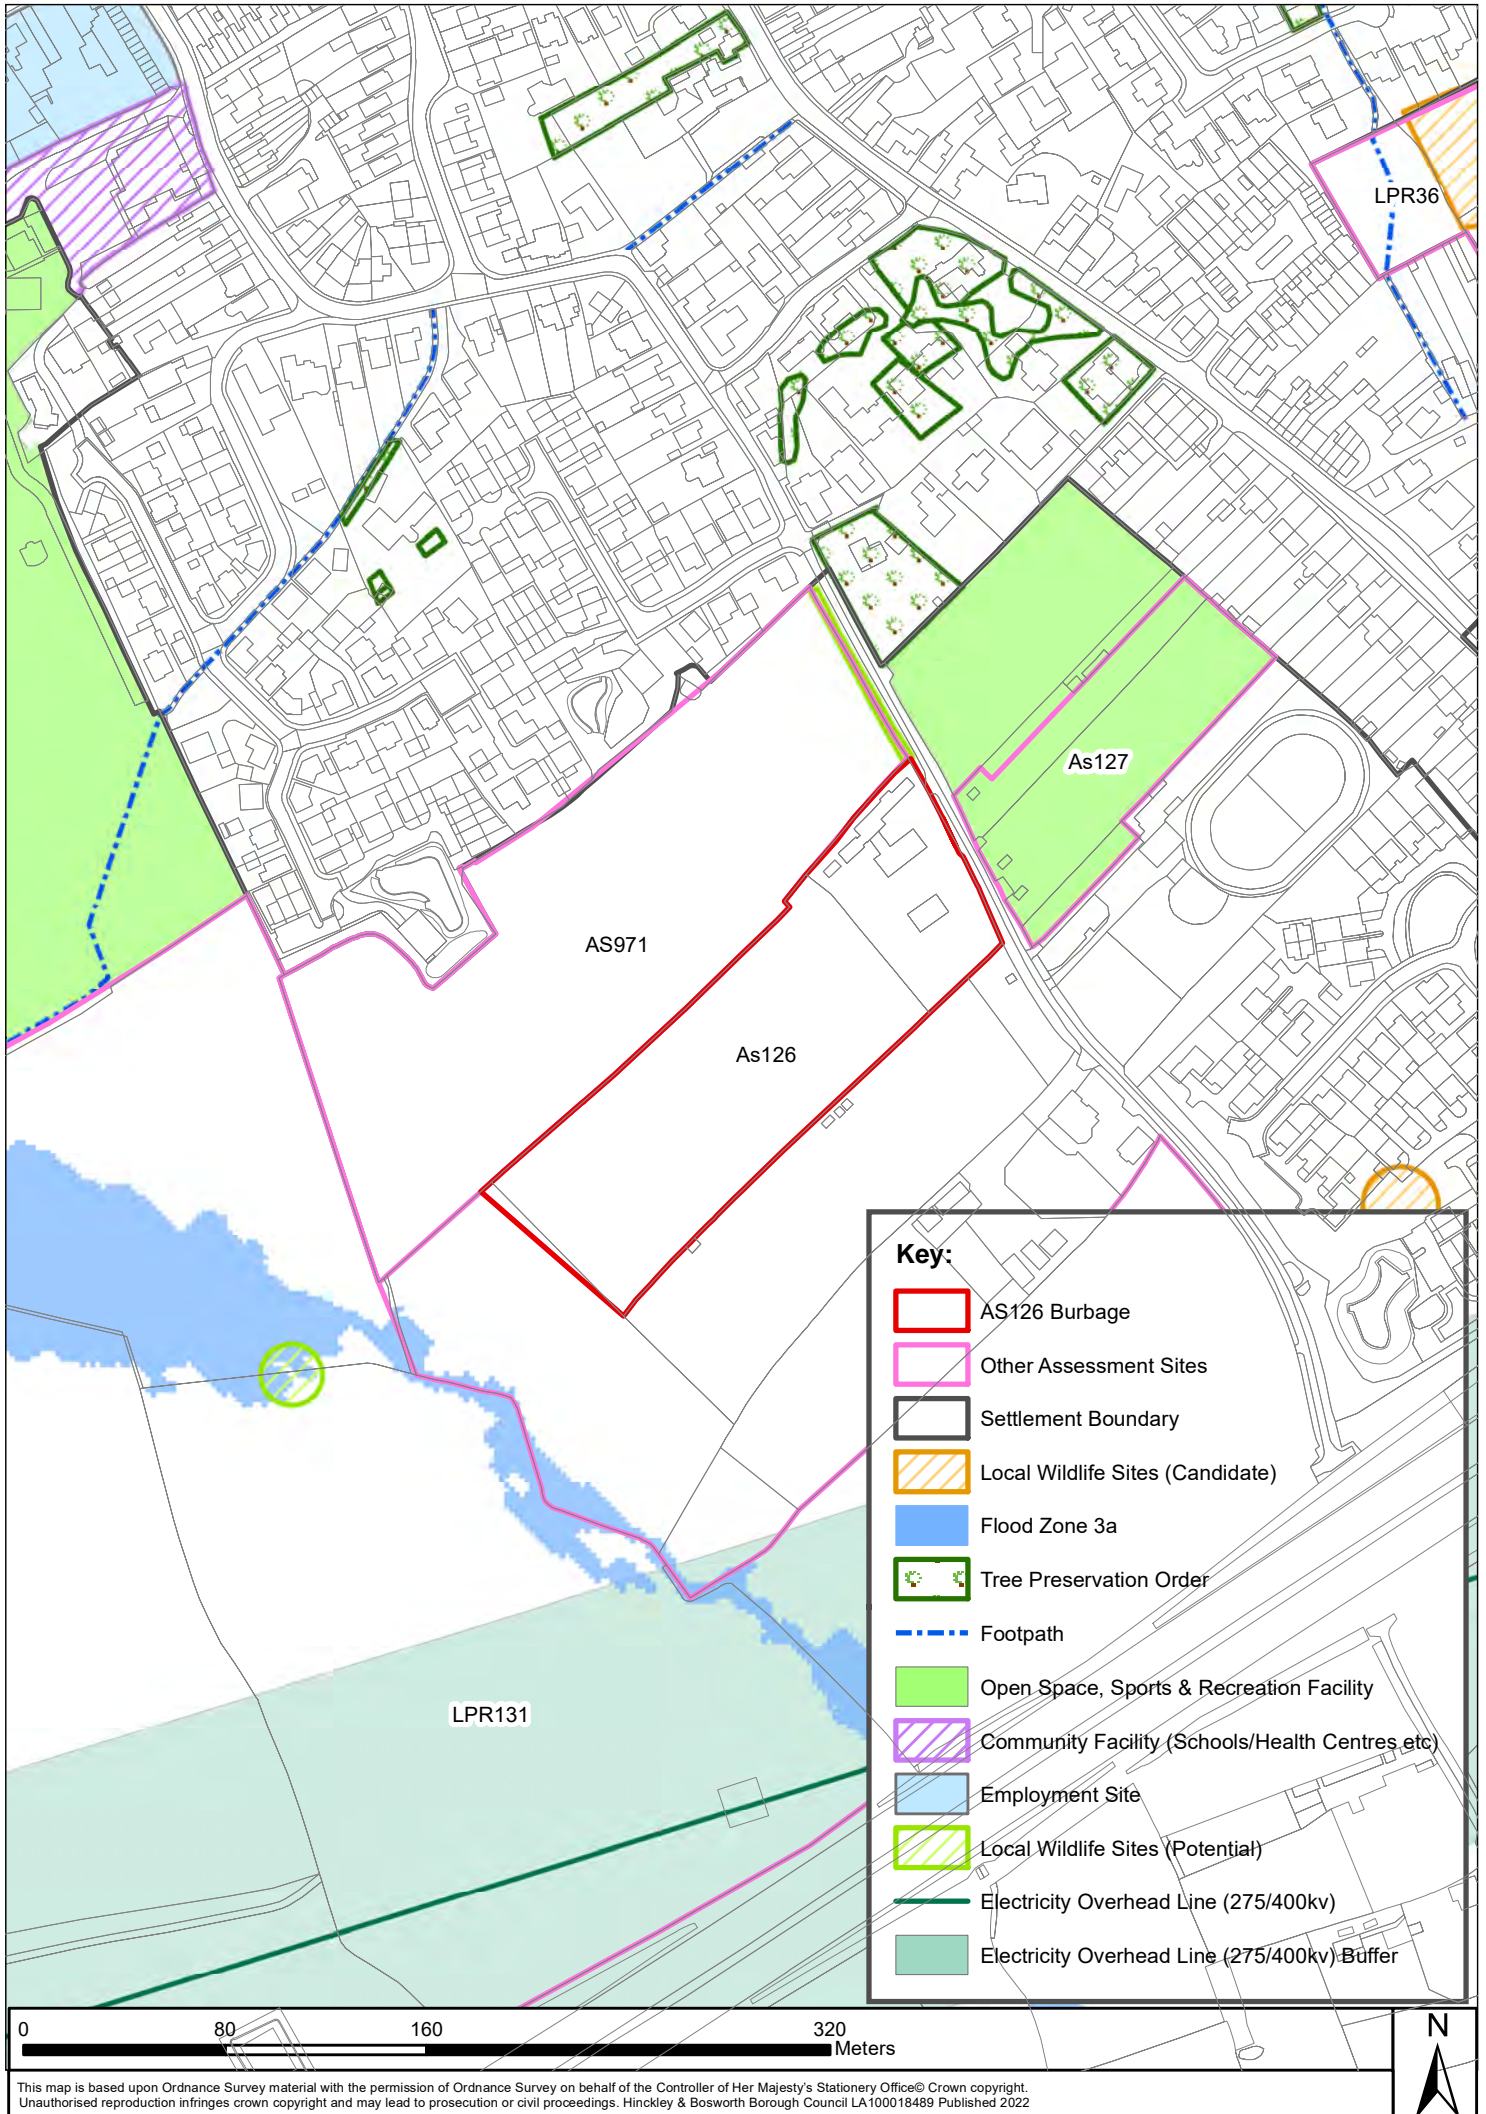 LPR36
As127
AS971
As126
LPR131
Key:
AS126 Burbage
Other Assessment Sites
Settlement Boundary
Local Wildlife Sites (Candidate)
Flood Zone 3a
Tree Preservation Order
Footpath
Open Space, Sports & Recreation Facility
Community Facility (Schools/Health Centres etc)
Employment Site
Local Wildlife Sites (Potential)
Electricity Overhead Line (275/400kv)
Electricity Overhead Line (275/400kv) Buffer
0 80 160 320
Meters
N
This map is based upon Ordnance Survey material with the permission of Ordnance Survey on behalf of the Controller of Her Majesty's Stationery Office© Crown copyright.
Unauthorised reproduction infringes crown copyright and may lead to prosecution or civil proceedings. Hinckley & Bosworth Borough Council LA100018489 Published 2022